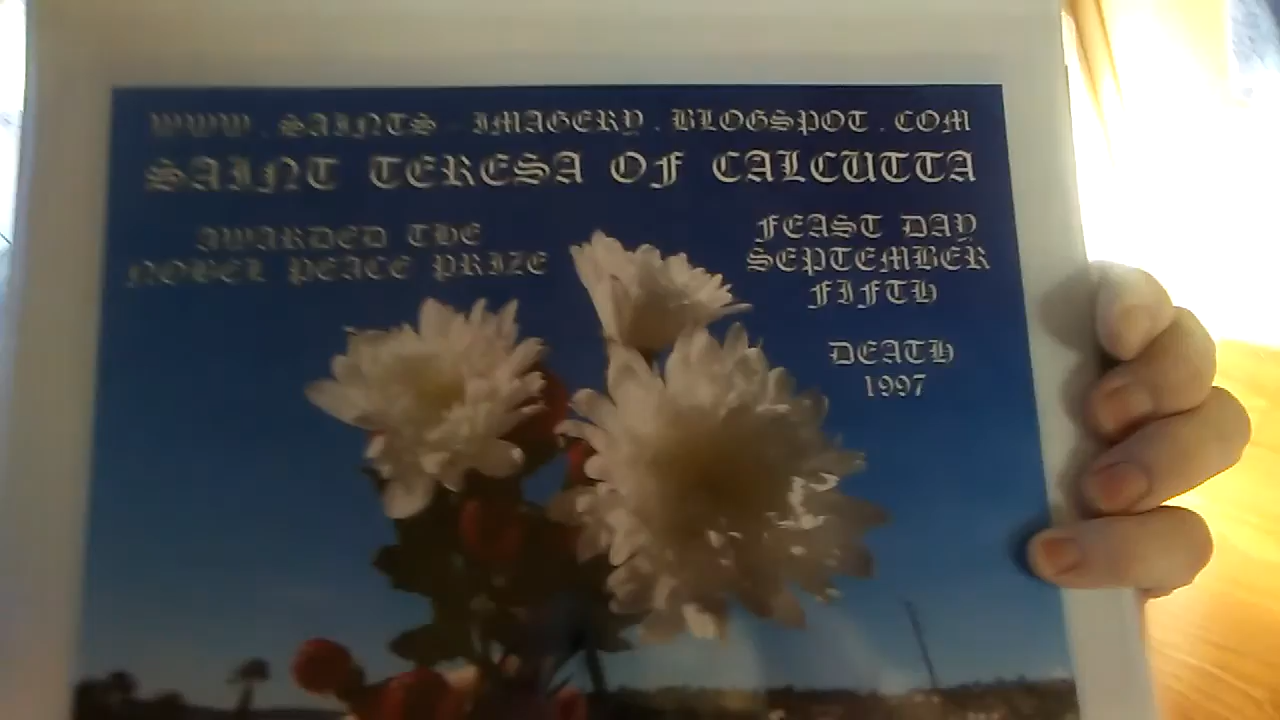 WWW.SAINTS-IMAGERY.BLOGSPOT.COM
SAINT TERESA OF CALCUTTA
AWARDED THE
NOBEL PEACE PRIZE
FEAST DAY
SEPTEMBER
FIFTH
DEATH
1997